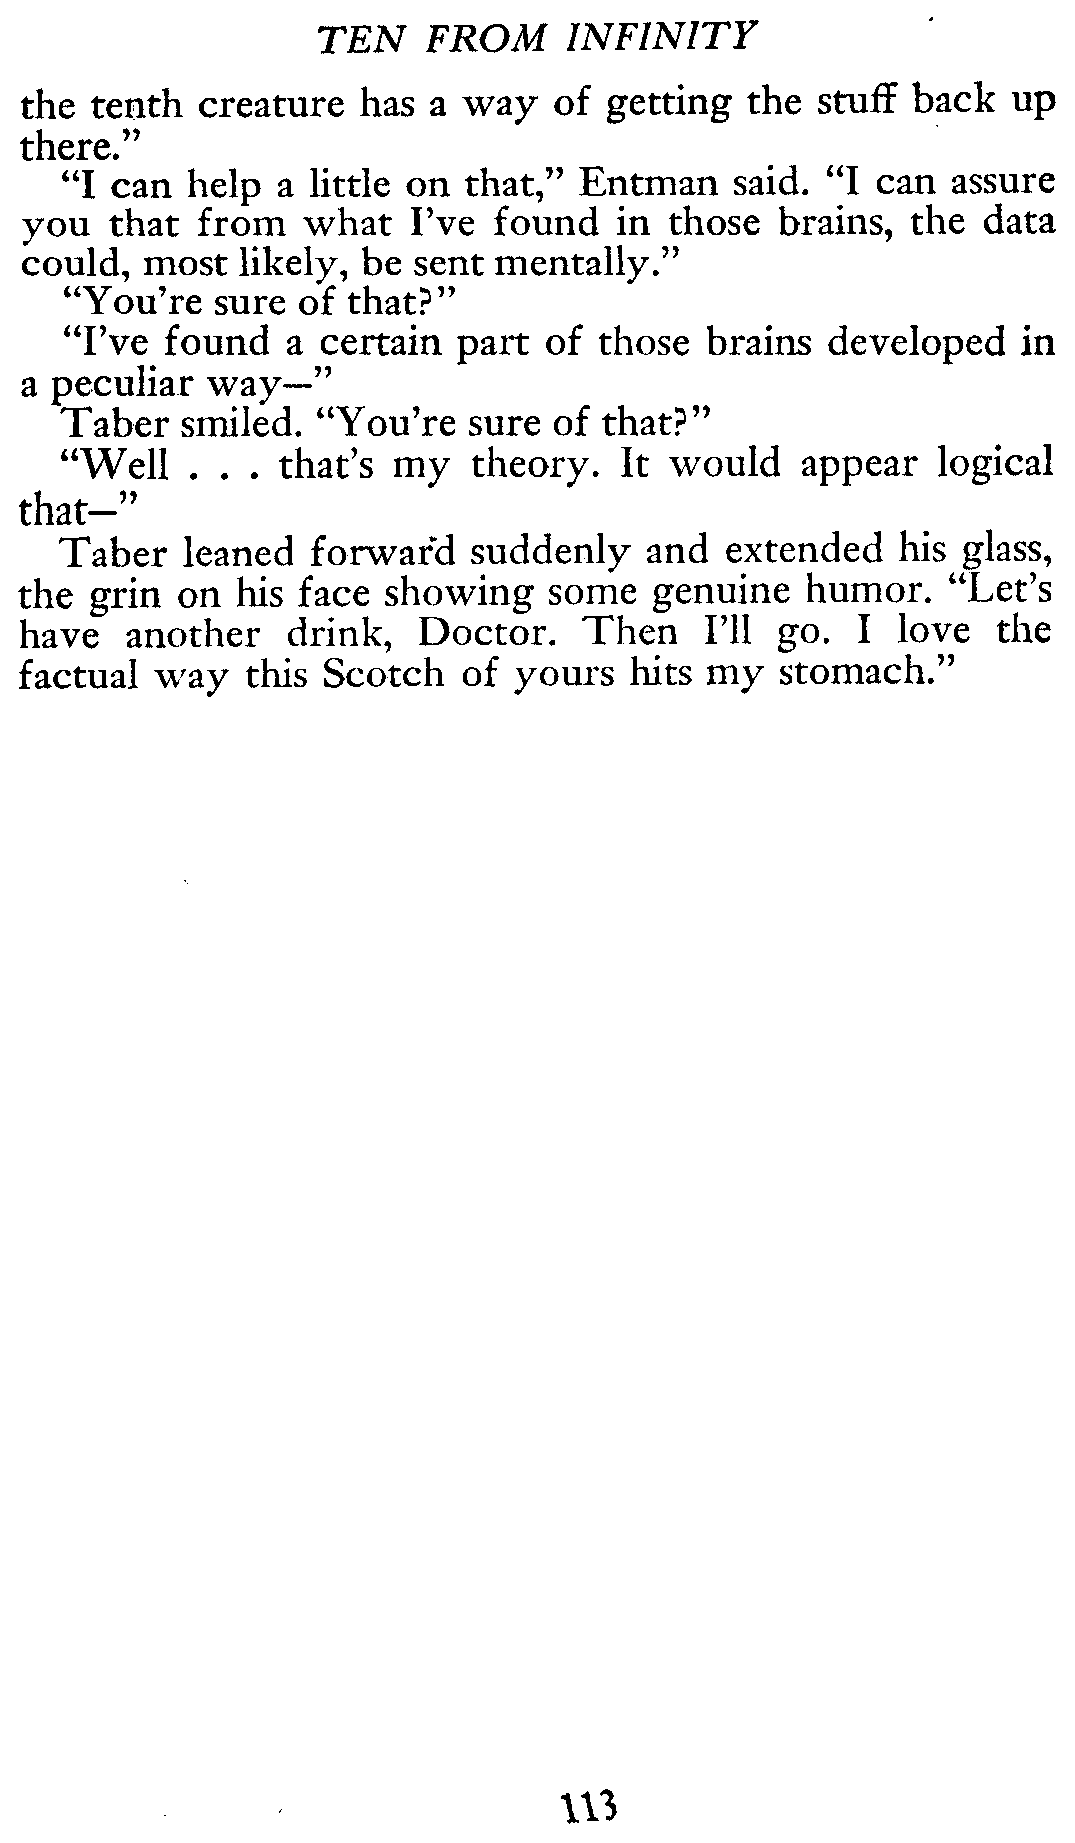 TEN FROM INFINITY
the tenth creature has a way of getting the stuff back up
there.”
“I can help a little on that,” Entman said. “I can assure
you that from what I’ve found in those brains, the data
could, most likely, be sent mentally.”
“You’re sure of that?”
“I’ve found a certain part of those brains developed in
a peculiar way—”
Taber smiled. “You’re sure of that?”
“Well . . . that’s my theory. It would appear logical
that—”
Taber leaned forward suddenly and extended his glass,
the grin on his face showing some genuine humor. “Let’s
have another drink, Doctor. Then I’ll go. I love the
factual way this Scotch of yours hits my stomach.”
113